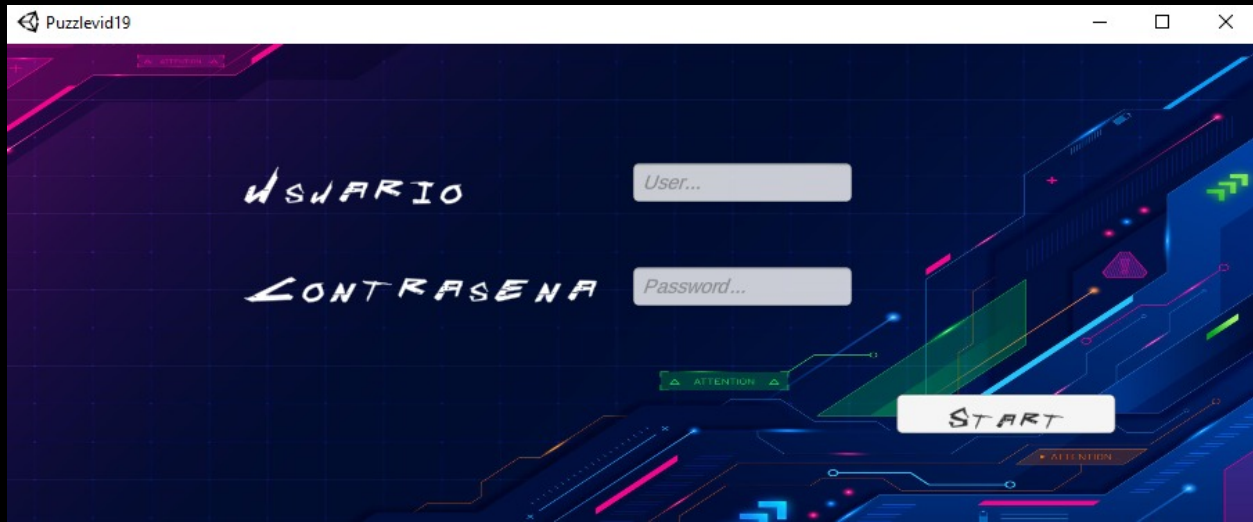 Puzzlevid19
ATTENTION
Usuario
User...
Contrasena
Password...
ATTENTION
Start
ATTENTION